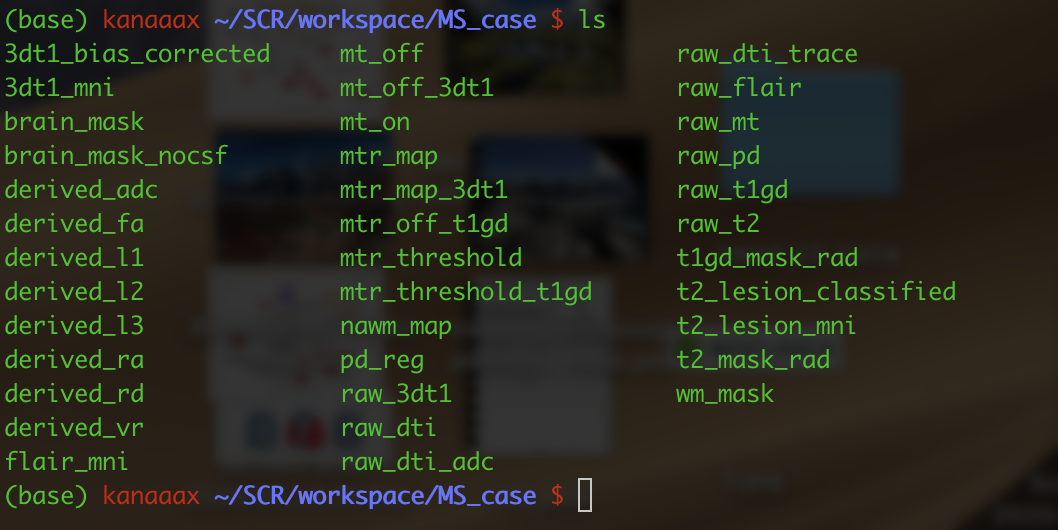 (base) kanaaax ~/SCR/workspace/MS_case $ ls
3dt1_bias_corrected mt_off raw_dti_trace
3dt1_mni mt_off_3dt1 raw_flair
brain_mask mt_on raw_mt
brain_mask_nocsf mtr_map raw_pd
derived_adc mtr_map_3dt1 raw_t1gd
derived_fa mtr_off_t1gd raw_t2
derived_l1 mtr_threshold t1gd_mask_rad
derived_l2 mtr_threshold_t1gd t2_lesion_classified
derived_l3 nawm_map t2_lesion_mni
derived_ra pd_reg t2_mask_rad
derived_rd raw_3dt1 wm_mask
derived_vr raw_dti
flair_mni raw_dti_adc
(base) kanaaax ~/SCR/workspace/MS_case $